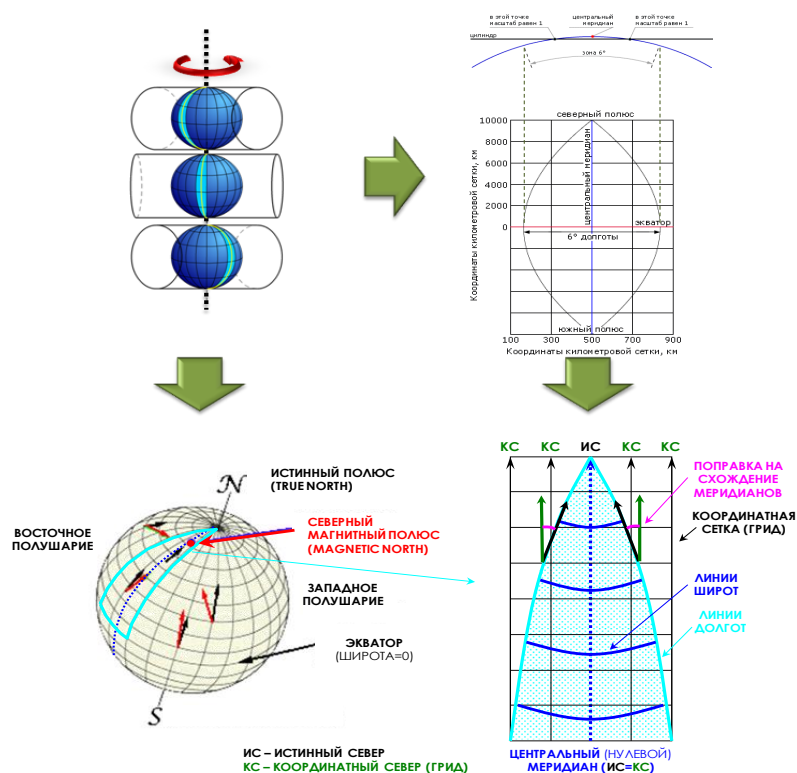 в этой точке
масштаб равен 1
центральный
меридиан
в этой точке
масштаб равен 1
цилиндр
зона 6°
северный полюс
10000
8000
6000
4000
2000
0
Координаты километровой сетки, км
центральный меридиан
экватор
6° долготы
южный полюс
100
300
500
700
900
Координаты километровой сетки, км
N
ИСТИННЫЙ ПОЛЮС
(TRUE NORTH)
СЕВЕРНЫЙ
МАГНИТНЫЙ ПОЛЮС
(MAGNETIC NORTH)
ВОСТОЧНОЕ
ПОЛУШАРИЕ
ЗАПАДНОЕ
ПОЛУШАРИЕ
ЭКВАТОР
(ШИРОТА=0)
S
КС
КС
ИС
КС
КС
ПОПРАВКА НА
СХОЖДЕНИЕ
МЕРИДИАНОВ
КООРДИНАТНАЯ
СЕТКА (ГРИД)
ЛИНИИ
ШИРОТ
ЛИНИИ
ДОЛГОТ
ИС – ИСТИННЫЙ СЕВЕР
КС – КООРДИНАТНЫЙ СЕВЕР (ГРИД)
ЦЕНТРАЛЬНЫЙ (НУЛЕВОЙ)
МЕРИДИАН (ИС=КС)